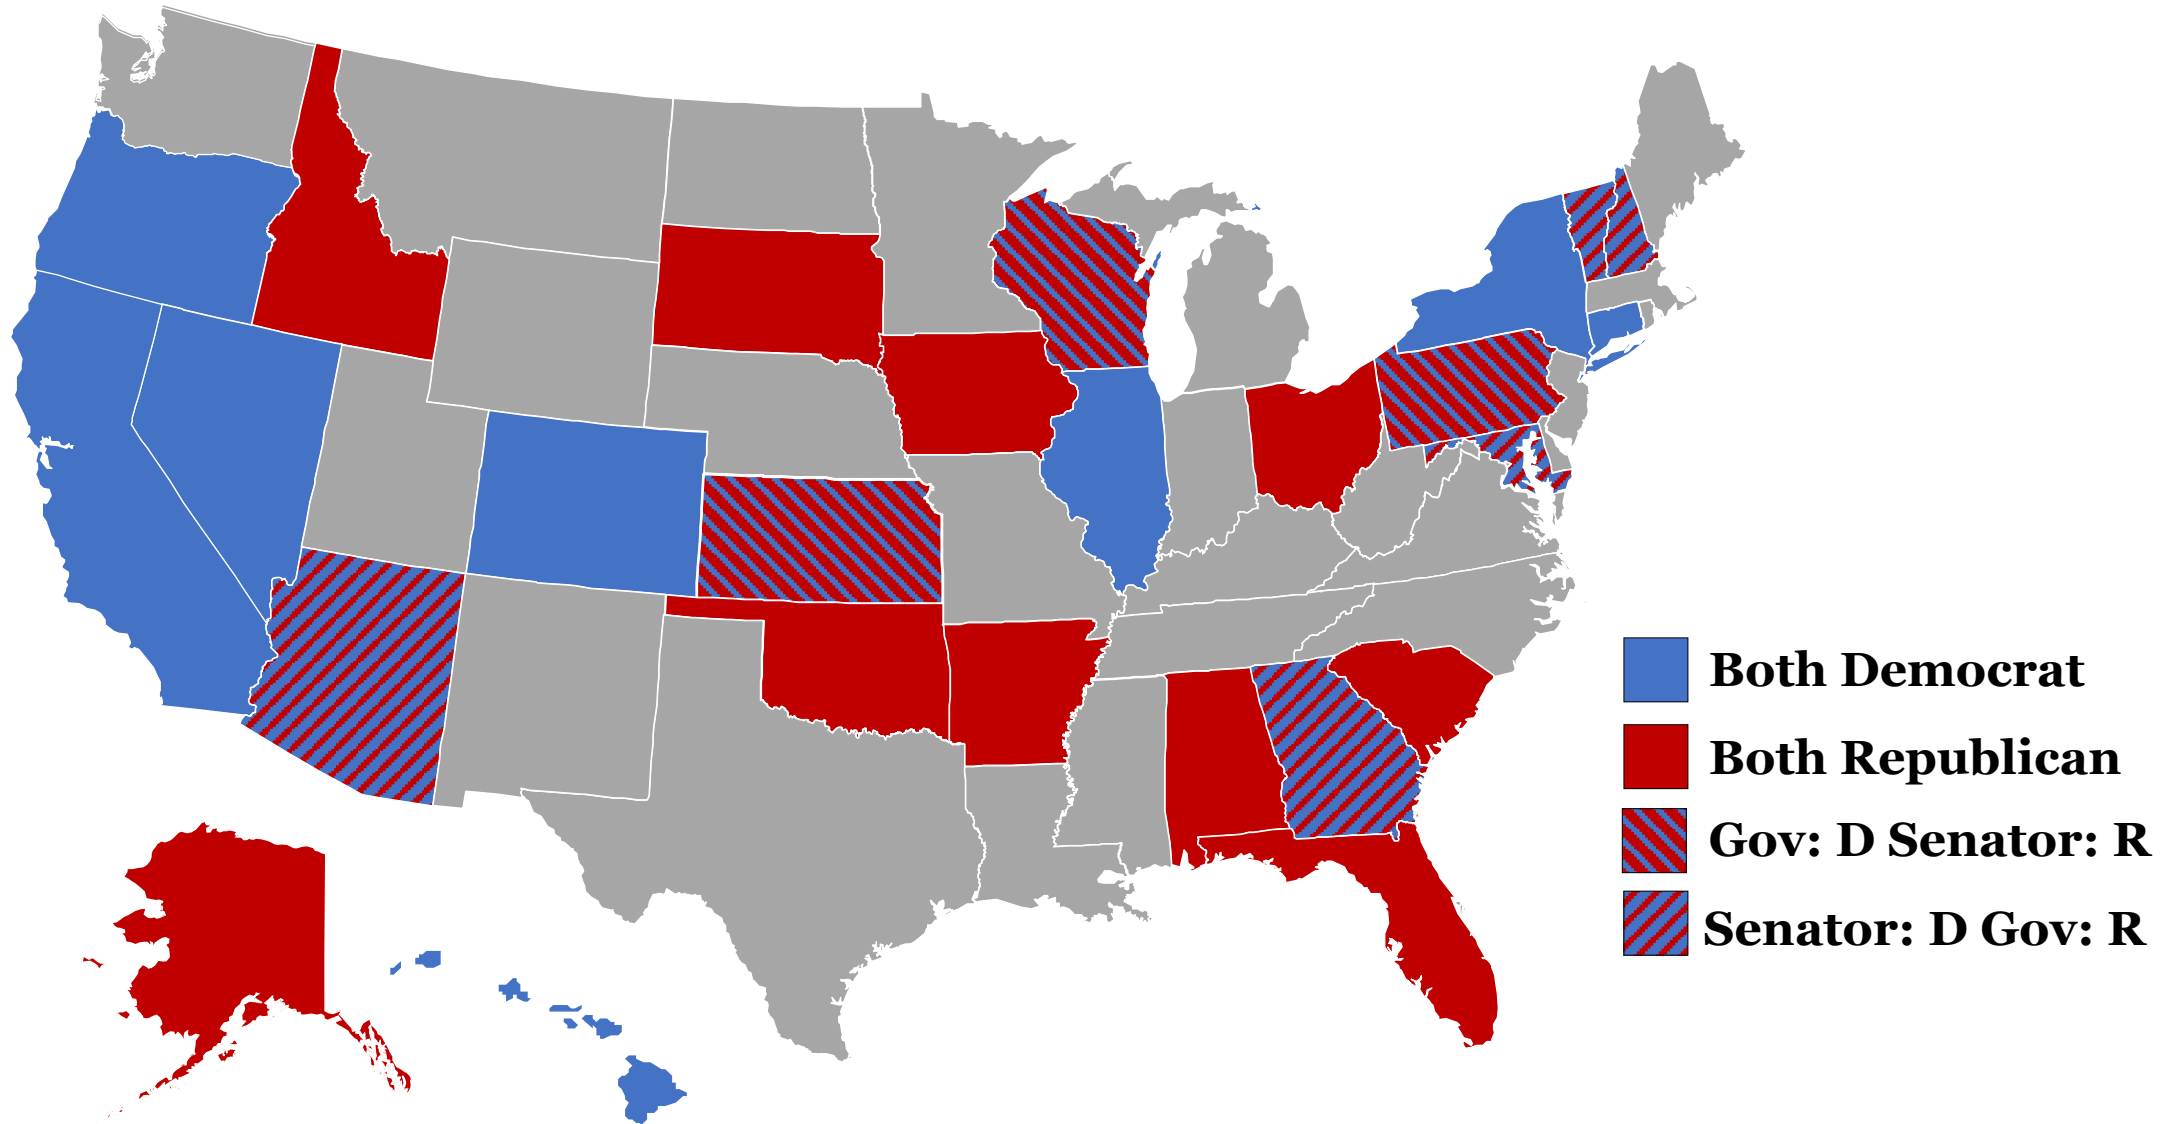 Both Democrat
Both Republican
Gov: D Senator: R
Senator: D Gov: R